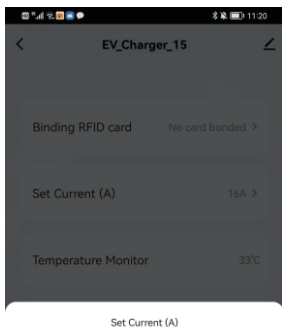 11:20
EV_Charger_15
Binding RFID card No card bonded >
Set Current (A) 16A >
Temperature Monitor 33°C
Set Current (A)